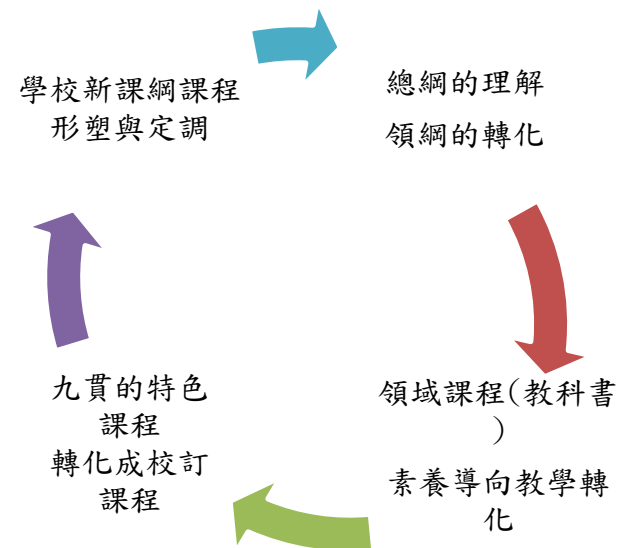 學校新課綱課程
形塑與定調
總綱的理解
領綱的轉化
領域課程(教科書
)
素養導向教學轉
化
九貫的特色
課程
轉化成校訂
課程